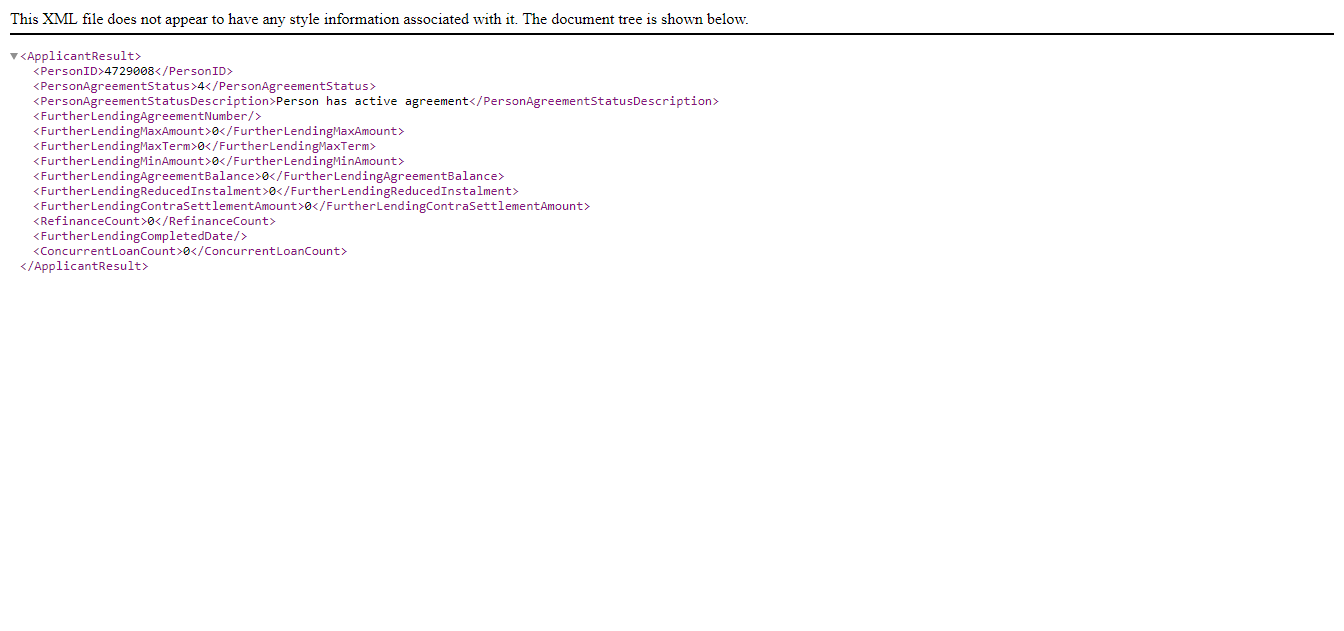 This XML file does not appear to have any style information associated with it. The document tree is shown below.
▼<ApplicantResult>
<PersonID>4729008</PersonID>
<PersonAgreementStatus>4</PersonAgreementStatus>
<PersonAgreementStatusDescription>Person has active agreement</PersonAgreementStatusDescription>
<FurtherLendingAgreementNumber/>
<FurtherLendingMaxAmount>0</FurtherLendingMaxAmount>
<FurtherLendingMaxTerm>0</FurtherLendingMaxTerm>
<FurtherLendingMinAmount>0</FurtherLendingMinAmount>
<FurtherLendingAgreementBalance>0</FurtherLendingAgreementBalance>
<FurtherLendingReducedInstalment>0</FurtherLendingReducedInstalment>
<FurtherLendingContraSettlementAmount>0</FurtherLendingContraSettlementAmount>
<RefinanceCount>0</RefinanceCount>
<FurtherLendingCompletedDate/>
<ConcurrentLoanCount>0</ConcurrentLoanCount>
</ApplicantResult>